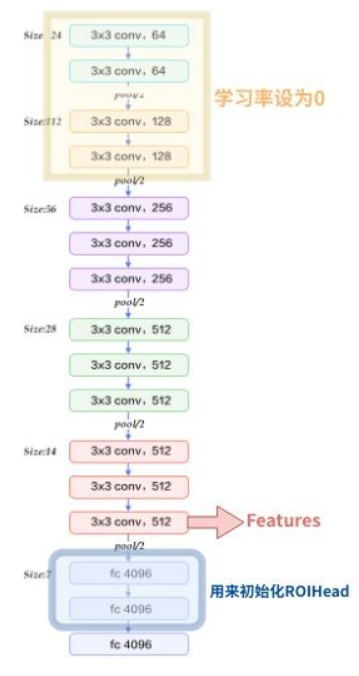 Size: 24
3x3 conv, 64
3x3 conv, 64
pool/2
学习率设为0
Size:112
3x3 conv, 128
3x3 conv, 128
pool/2
Size:56
3x3 conv, 256
3x3 conv, 256
3x3 conv, 256
pool/2
Size:28
3x3 conv, 512
3x3 conv, 512
3x3 conv, 512
pool/2
Size:14
3x3 conv, 512
3x3 conv, 512
3x3 conv, 512
Features
pool/2
Size:7
fc 4096
用来初始化ROIHead
fc 4096
fc 4096